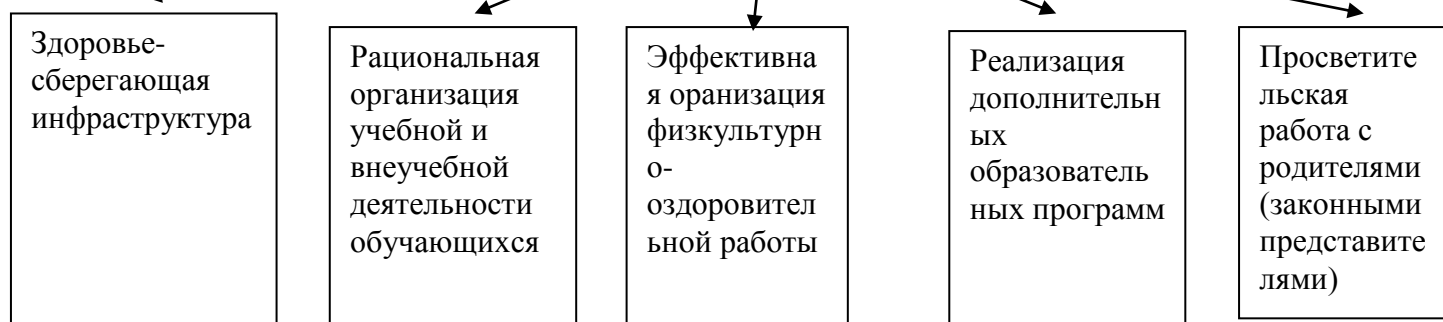 Здоровье-
сберегающая
инфраструктура
Рациональная
организация
учебной и
внеучебной
деятельности
обучающихся
Эффективна
я оранизация
физкультурн
о-
оздоровител
ьной работы
Реализация
дополнительн
ых
образователь
ных программ
Просветите
льская
работа с
родителями
(законными
представите
лями)